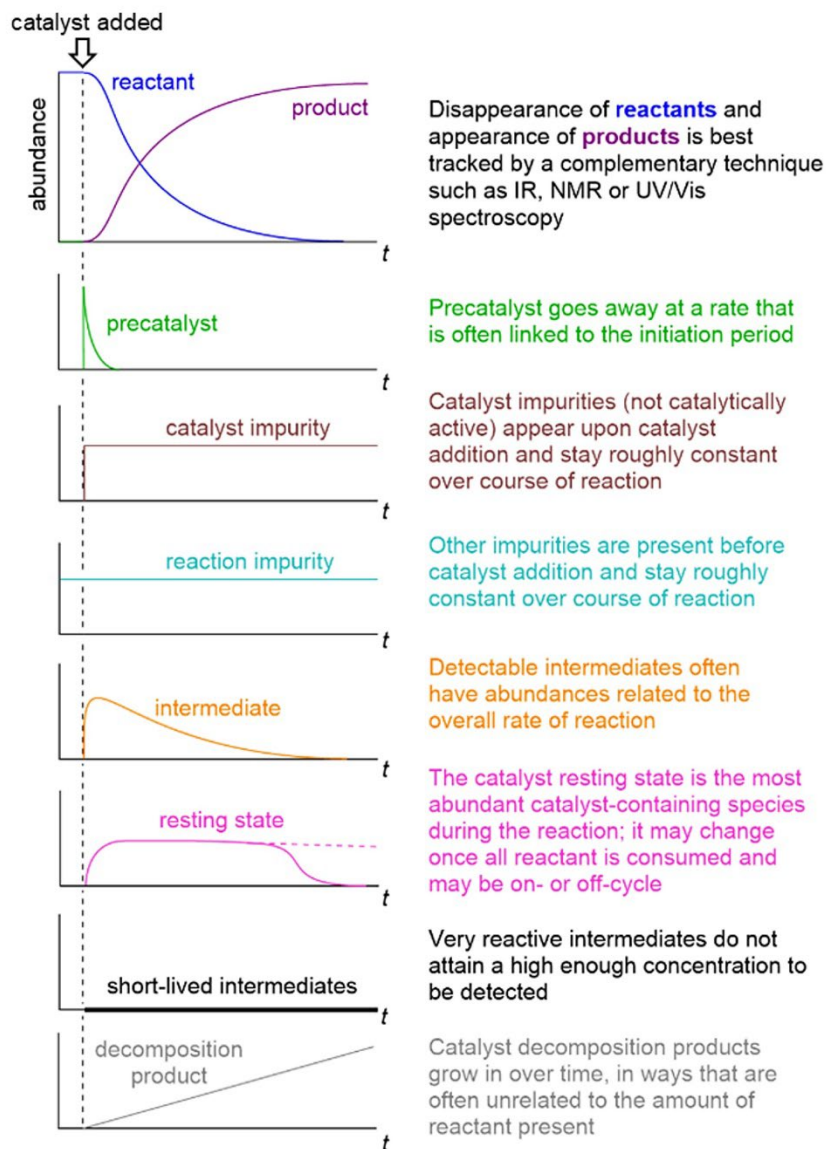 catalyst added
reactant
product
abundance
t
Disappearance of reactants and
appearance of products is best
tracked by a complementary technique
such as IR, NMR or UV/Vis
spectroscopy
precatalyst
t
Precatalyst goes away at a rate that
is often linked to the initiation period
catalyst impurity
t
Catalyst impurities (not catalytically
active) appear upon catalyst
addition and stay roughly constant
over course of reaction
reaction impurity
t
Other impurities are present before
catalyst addition and stay roughly
constant over course of reaction
intermediate
t
Detectable intermediates often
have abundances related to the
overall rate of reaction
resting state
t
The catalyst resting state is the most
abundant catalyst-containing species
during the reaction; it may change
once all reactant is consumed and
may be on- or off-cycle
short-lived intermediates
t
Very reactive intermediates do not
attain a high enough concentration to
be detected
decomposition
product
t
Catalyst decomposition products
grow in over time, in ways that are
often unrelated to the amount of
reactant present